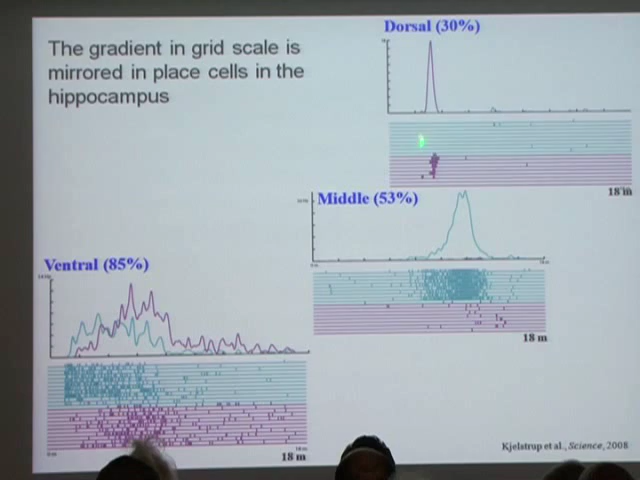 The gradient in grid scale is
mirrored in place cells in the
hippocampus
Dorsal (30%)
18 m
Middle (53%)
18 m
Ventral (85%)
18 m
Kjelstrup et al., Science, 2008